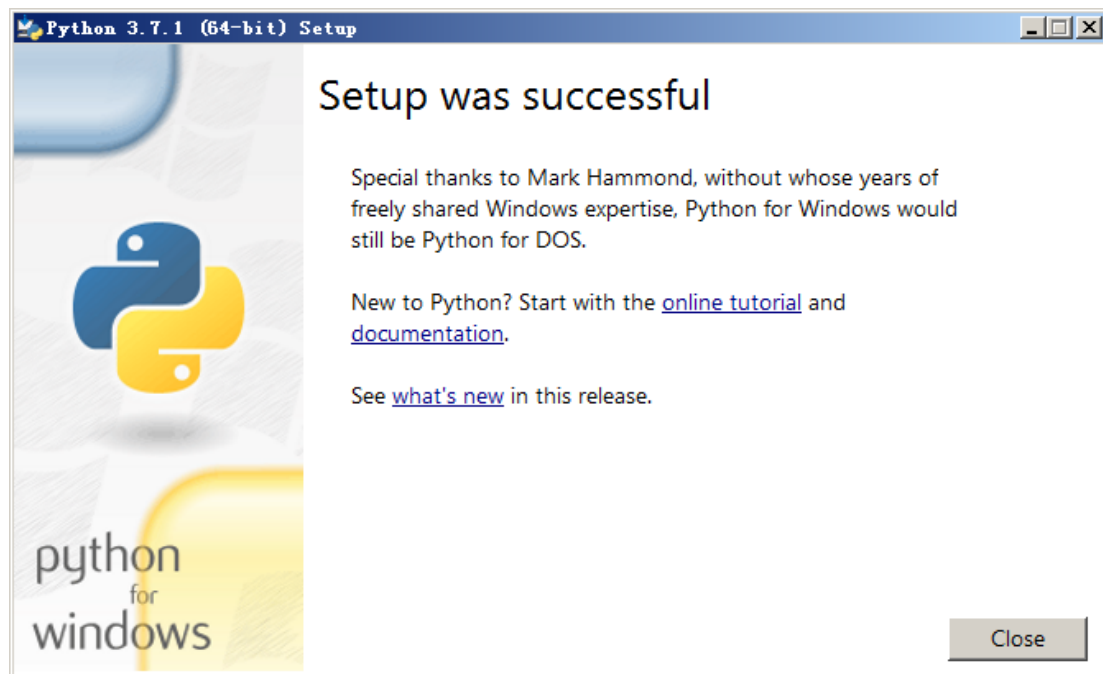 Python 3.7.1 (64-bit) Setup
Setup was successful
Special thanks to Mark Hammond, without whose years of
freely shared Windows expertise, Python for Windows would
still be Python for DOS.
New to Python? Start with the online tutorial and
documentation.
See what's new in this release.
python
for
windows
Close